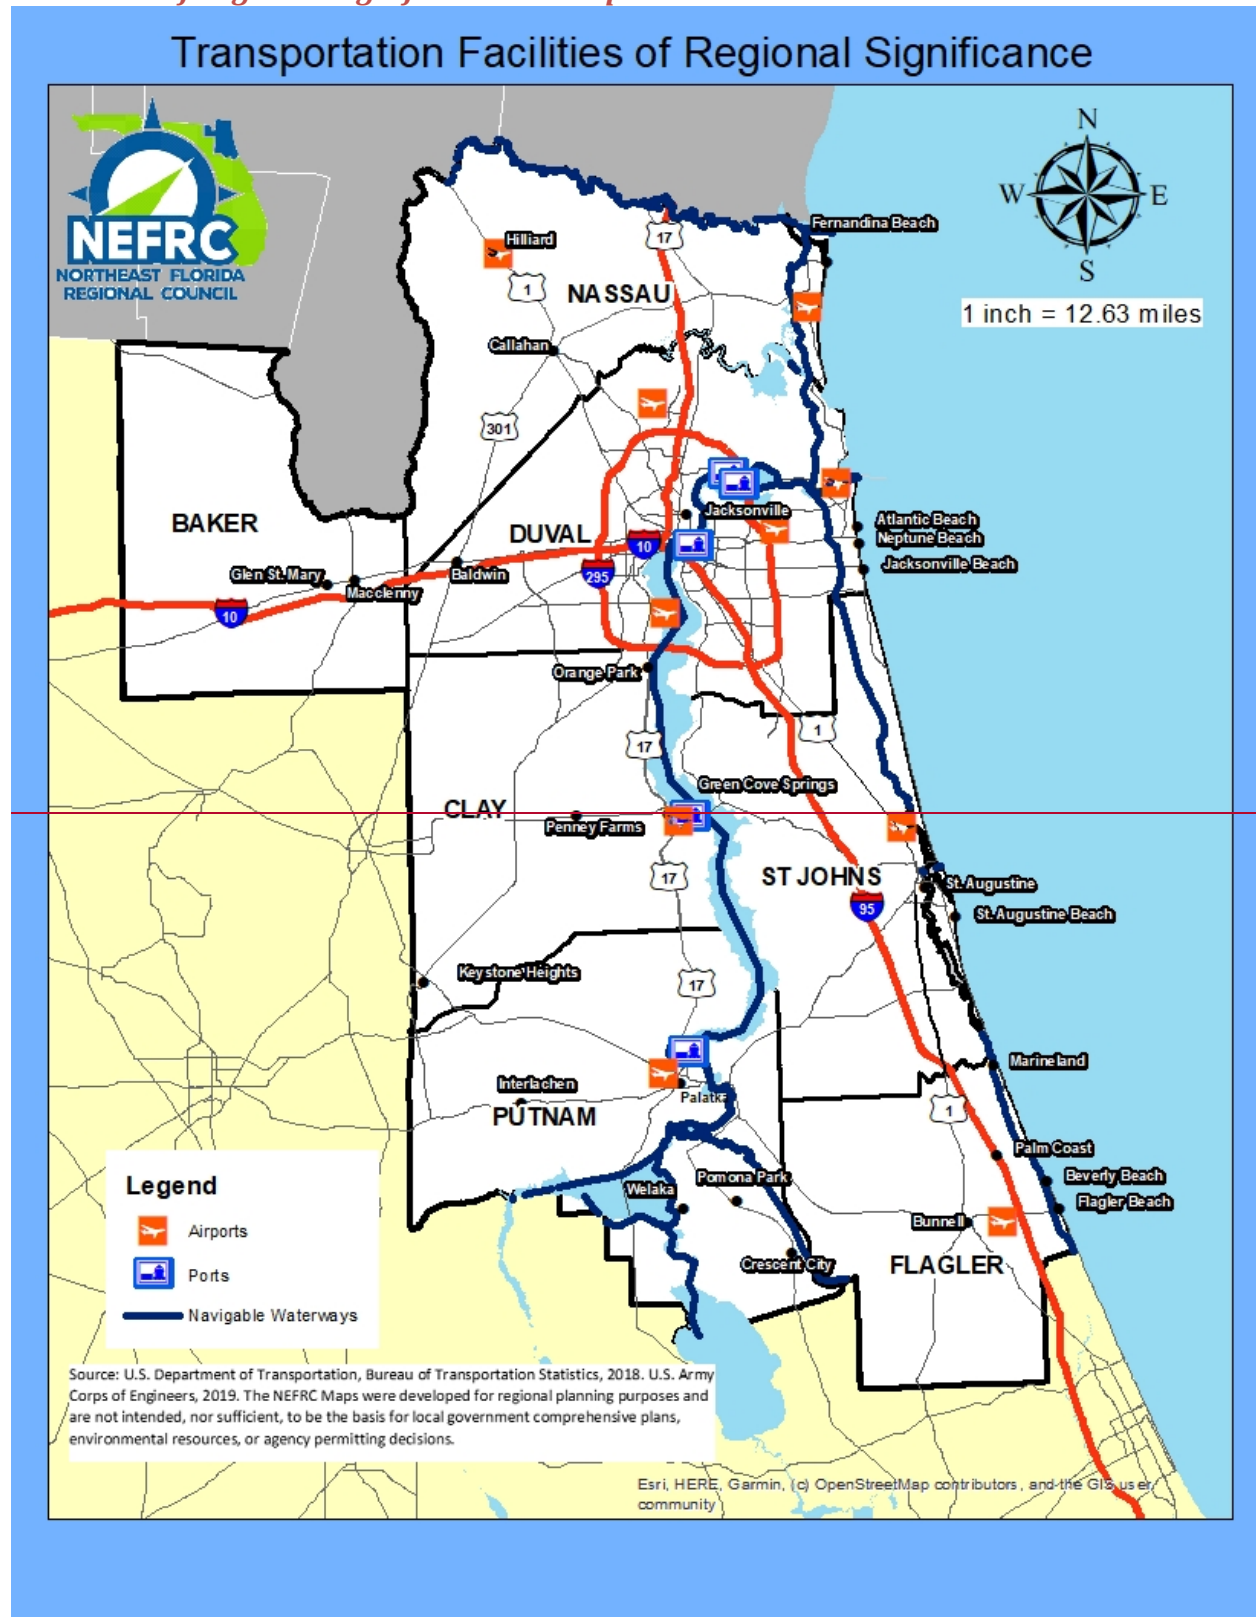 Transportation Facilities of Regional Significance
NEFRC
NORTHEAST FLORIDA
REGIONAL COUNCIL
N
W
E
S
1 inch = 12.63 miles
Fernandina Beach
Hilliard
17
1
NASSAU
Callahan
301
BAKER
DUVAL
Jacksonville
10
295
Atlantic Beach
Neptune Beach
Jacksonville Beach
Glen St. Mary
Macclenny
Baldwin
10
Orange Park
17
1
Green Cove Springs
CLAY
Penney Farms
17
ST JOHNS
95
St. Augustine
St. Augustine Beach
Keystone Heights
17
Marineland
Interlachen
PUTNAM
Palatka
1
Palm Coast
Beverly Beach
Flagler Beach
Pomona Park
Welaka
Bunnell
Crescent City
FLAGLER
Legend
Airports
Ports
Navigable Waterways
Source: U.S. Department of Transportation, Bureau of Transportation Statistics, 2018. U.S. Army
Corps of Engineers, 2019. The NEFRC Maps were developed for regional planning purposes and
are not intended, nor sufficient, to be the basis for local government comprehensive plans,
environmental resources, or agency permitting decisions.
Esri, HERE, Garmin, (c) OpenStreetMap contributors, and the GIS user
community